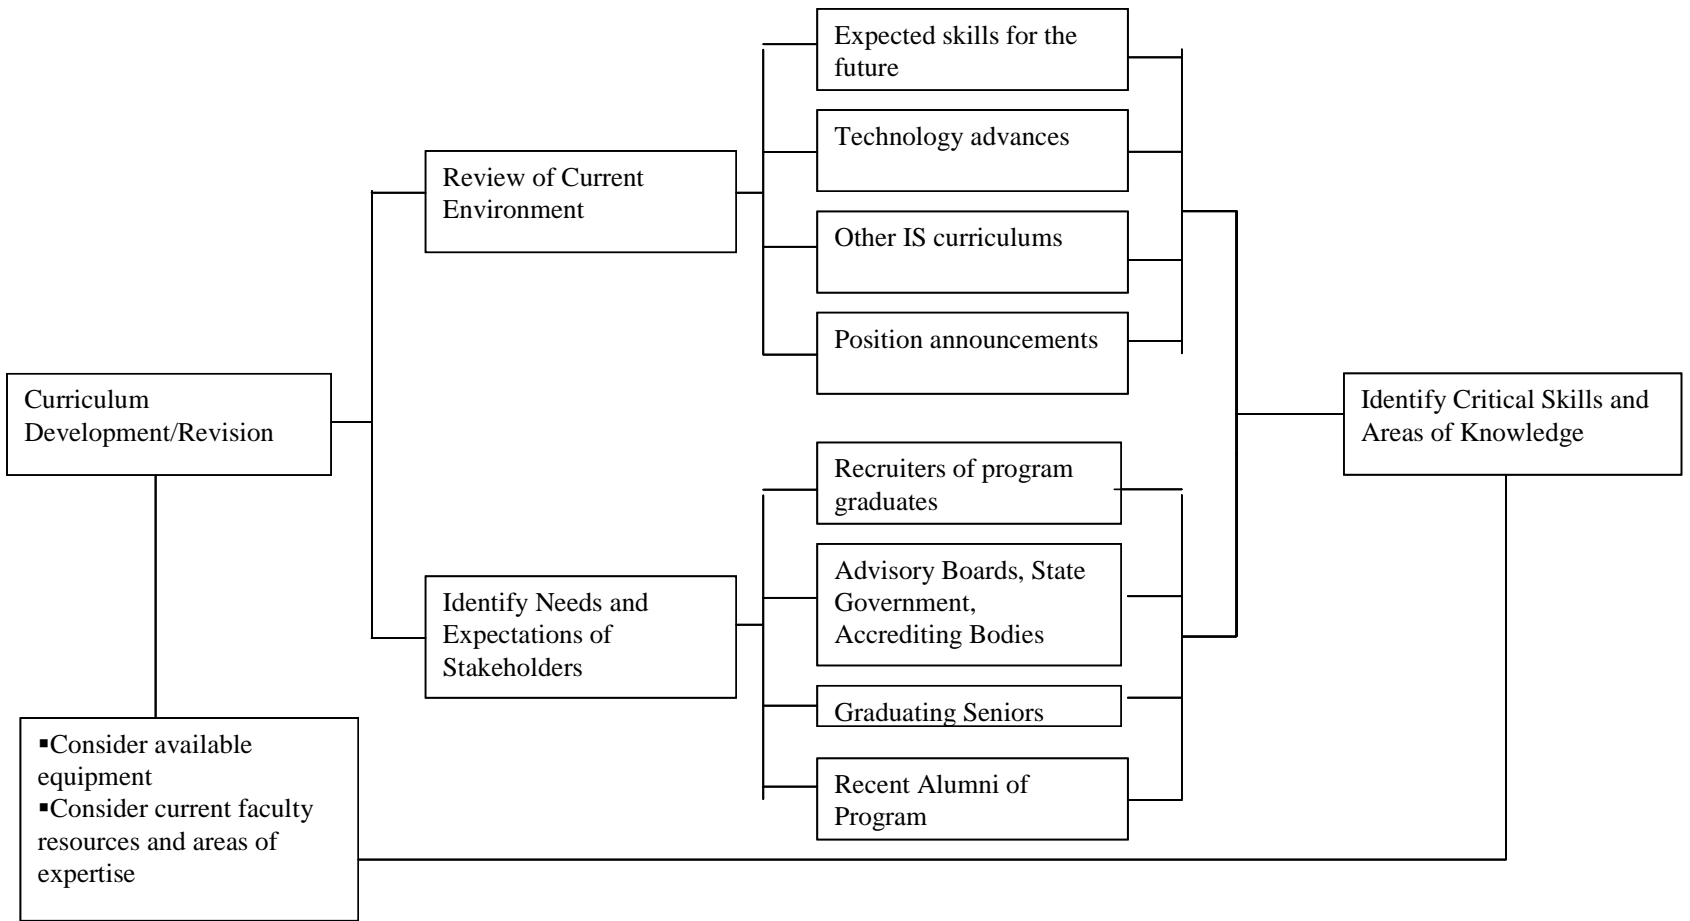 Curriculum
Development/Revision
Review of Current
Environment
Identify Needs and
Expectations of
Stakeholders
▪Consider available
equipment
▪Consider current faculty
resources and areas of
expertise
Expected skills for the
future
Technology advances
Other IS curriculums
Position announcements
Recruiters of program
graduates
Advisory Boards, State
Government,
Accrediting Bodies
Graduating Seniors
Recent Alumni of
Program
Identify Critical Skills and
Areas of Knowledge